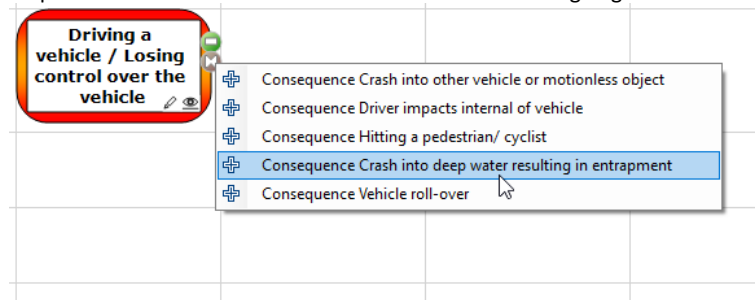 Driving a
vehicle / Losing
control over the
vehicle
Consequence Crash into other vehicle or motionless object
Consequence Driver impacts internal of vehicle
Consequence Hitting a pedestrian/ cyclist
Consequence Crash into deep water resulting in entrapment
Consequence Vehicle roll-over